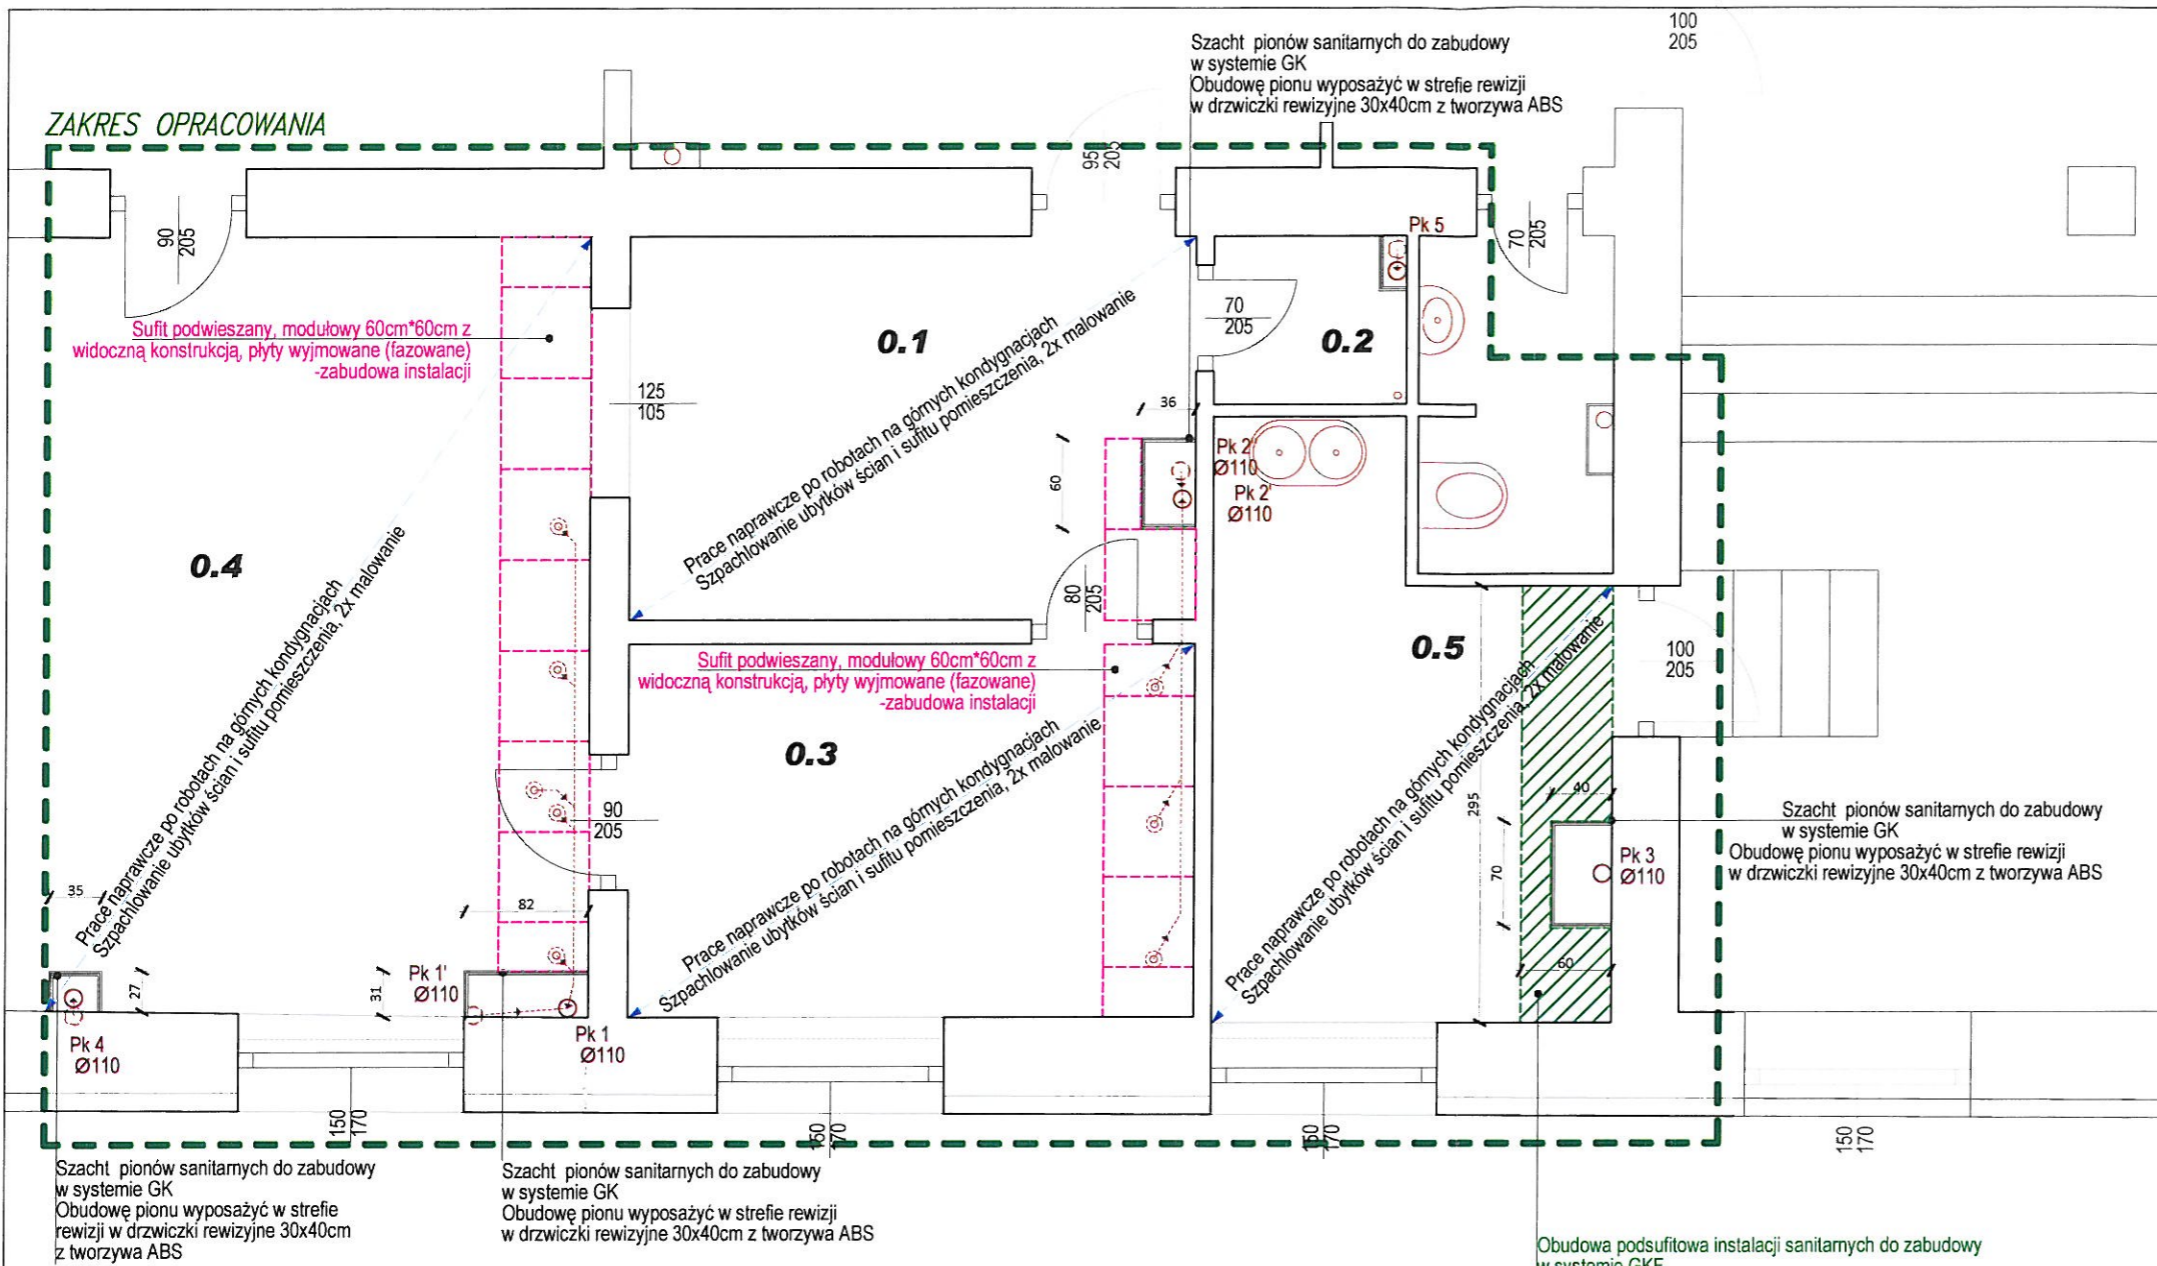 100
205
Szacht pionów sanitarnych do zabudowy
w systemie GK
Obudowę pionu wyposażyć w strefie rewizji
w drzwiczki rewizyjne 30x40cm z tworzywa ABS
ZAKRES OPRACOWANIA
95
205
90
205
Pk 5
70
205
Sufit podwieszany, modułowy 60cm*60cm z
widoczną konstrukcją, płyty wyjmowane (fazowane)
-zabudowa instalacji
0.1
70
205
0.2
125
105
Prace naprawcze po robotach na górnych kondygnacjach
Szpachlowanie ubytków ścian i sufitu pomieszczenia, 2x malowanie
36
60
Pk 2
Ø110
Pk 2'
Ø110
0.4
Prace naprawcze po robotach na górnych kondygnacjach
Szpachlowanie ubytków ścian i sufitu pomieszczenia, 2x malowanie
80
205
Sufit podwieszany, modułowy 60cm*60cm z
widoczną konstrukcją, płyty wyjmowane (fazowane)
-zabudowa instalacji
0.5
100
205
0.3
Prace naprawcze po robotach na górnych kondygnacjach
Szpachlowanie ubytków ścian i sufitu pomieszczenia, 2x malowanie
90
205
Prace naprawcze po robotach na górnych kondygnacjach
Szpachlowanie ubytków ścian i sufitu pomieszczenia, 2x malowanie
295
40
70
60
Pk 3
Ø110
Szacht pionów sanitarnych do zabudowy
w systemie GK
Obudowę pionu wyposażyć w strefie rewizji
w drzwiczki rewizyjne 30x40cm z tworzywa ABS
35
82
27
31
Pk 1'
Ø110
Pk 4
Ø110
Pk 1
Ø110
150
170
150
170
150
170
150
170
Szacht pionów sanitarnych do zabudowy
w systemie GK
Obudowę pionu wyposażyć w strefie
rewizji w drzwiczki rewizyjne 30x40cm
z tworzywa ABS
Szacht pionów sanitarnych do zabudowy
w systemie GK
Obudowę pionu wyposażyć w strefie rewizji
w drzwiczki rewizyjne 30x40cm z tworzywa ABS
Obudowa podsufitowa instalacji sanitarnych do zabudowy
w systemie GKF